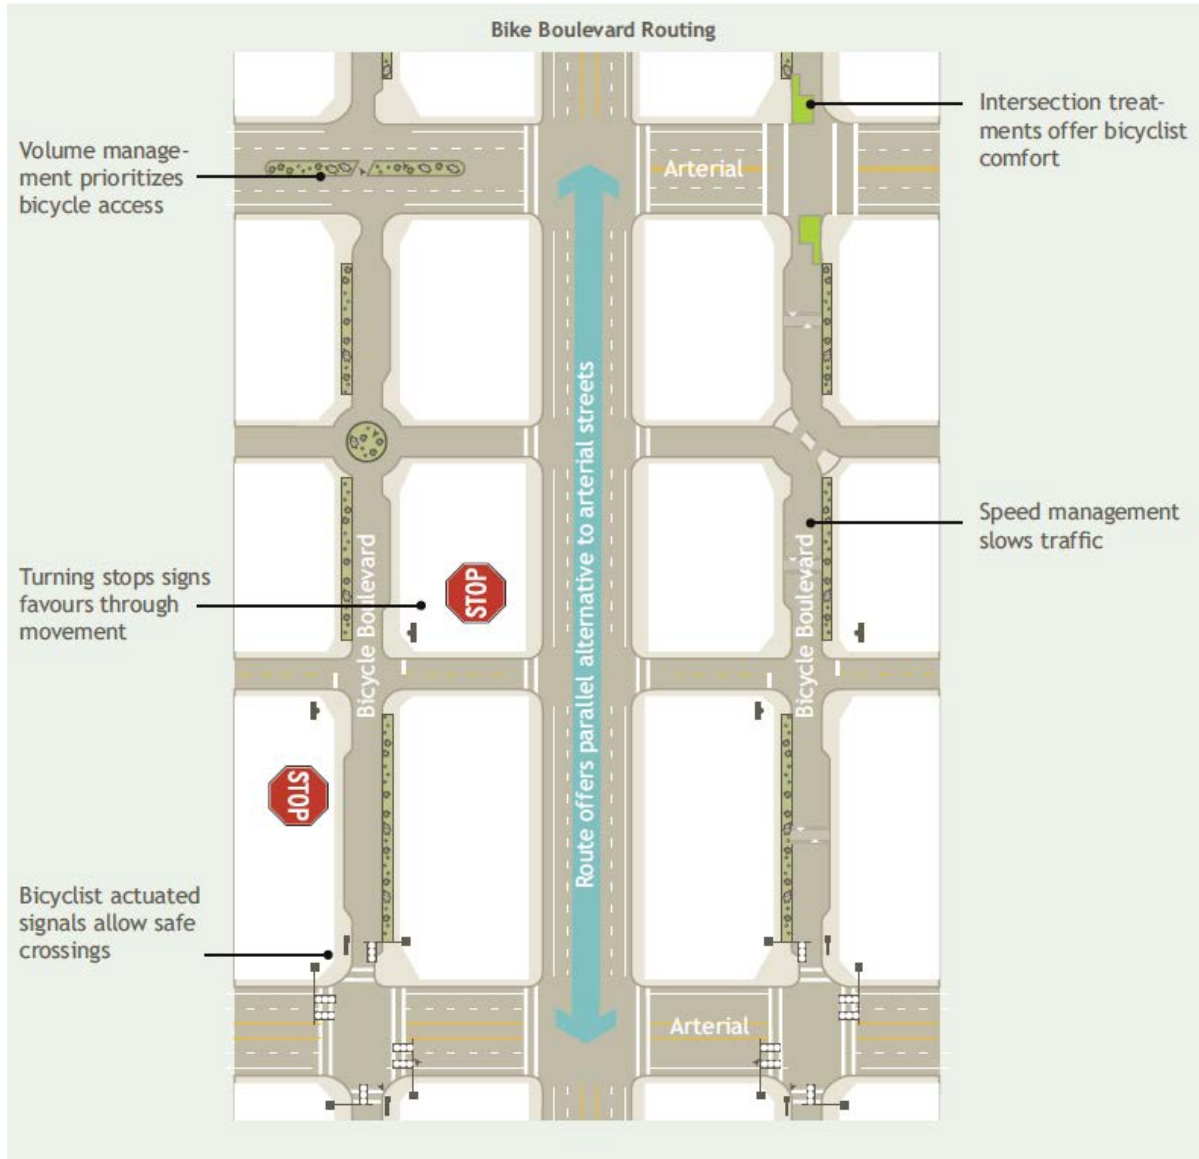 Bike Boulevard Routing
Volume manage-
ment prioritizes
bicycle access
Intersection treat-
ments offer bicyclist
comfort
Arterial
Route offers parallel alternative to arterial streets
Speed management
slows traffic
Turning stops signs
favours through
movement
STOP
Bicycle Boulevard
Bicycle Boulevard
STOP
Bicyclist actuated
signals allow safe
crossings
Arterial